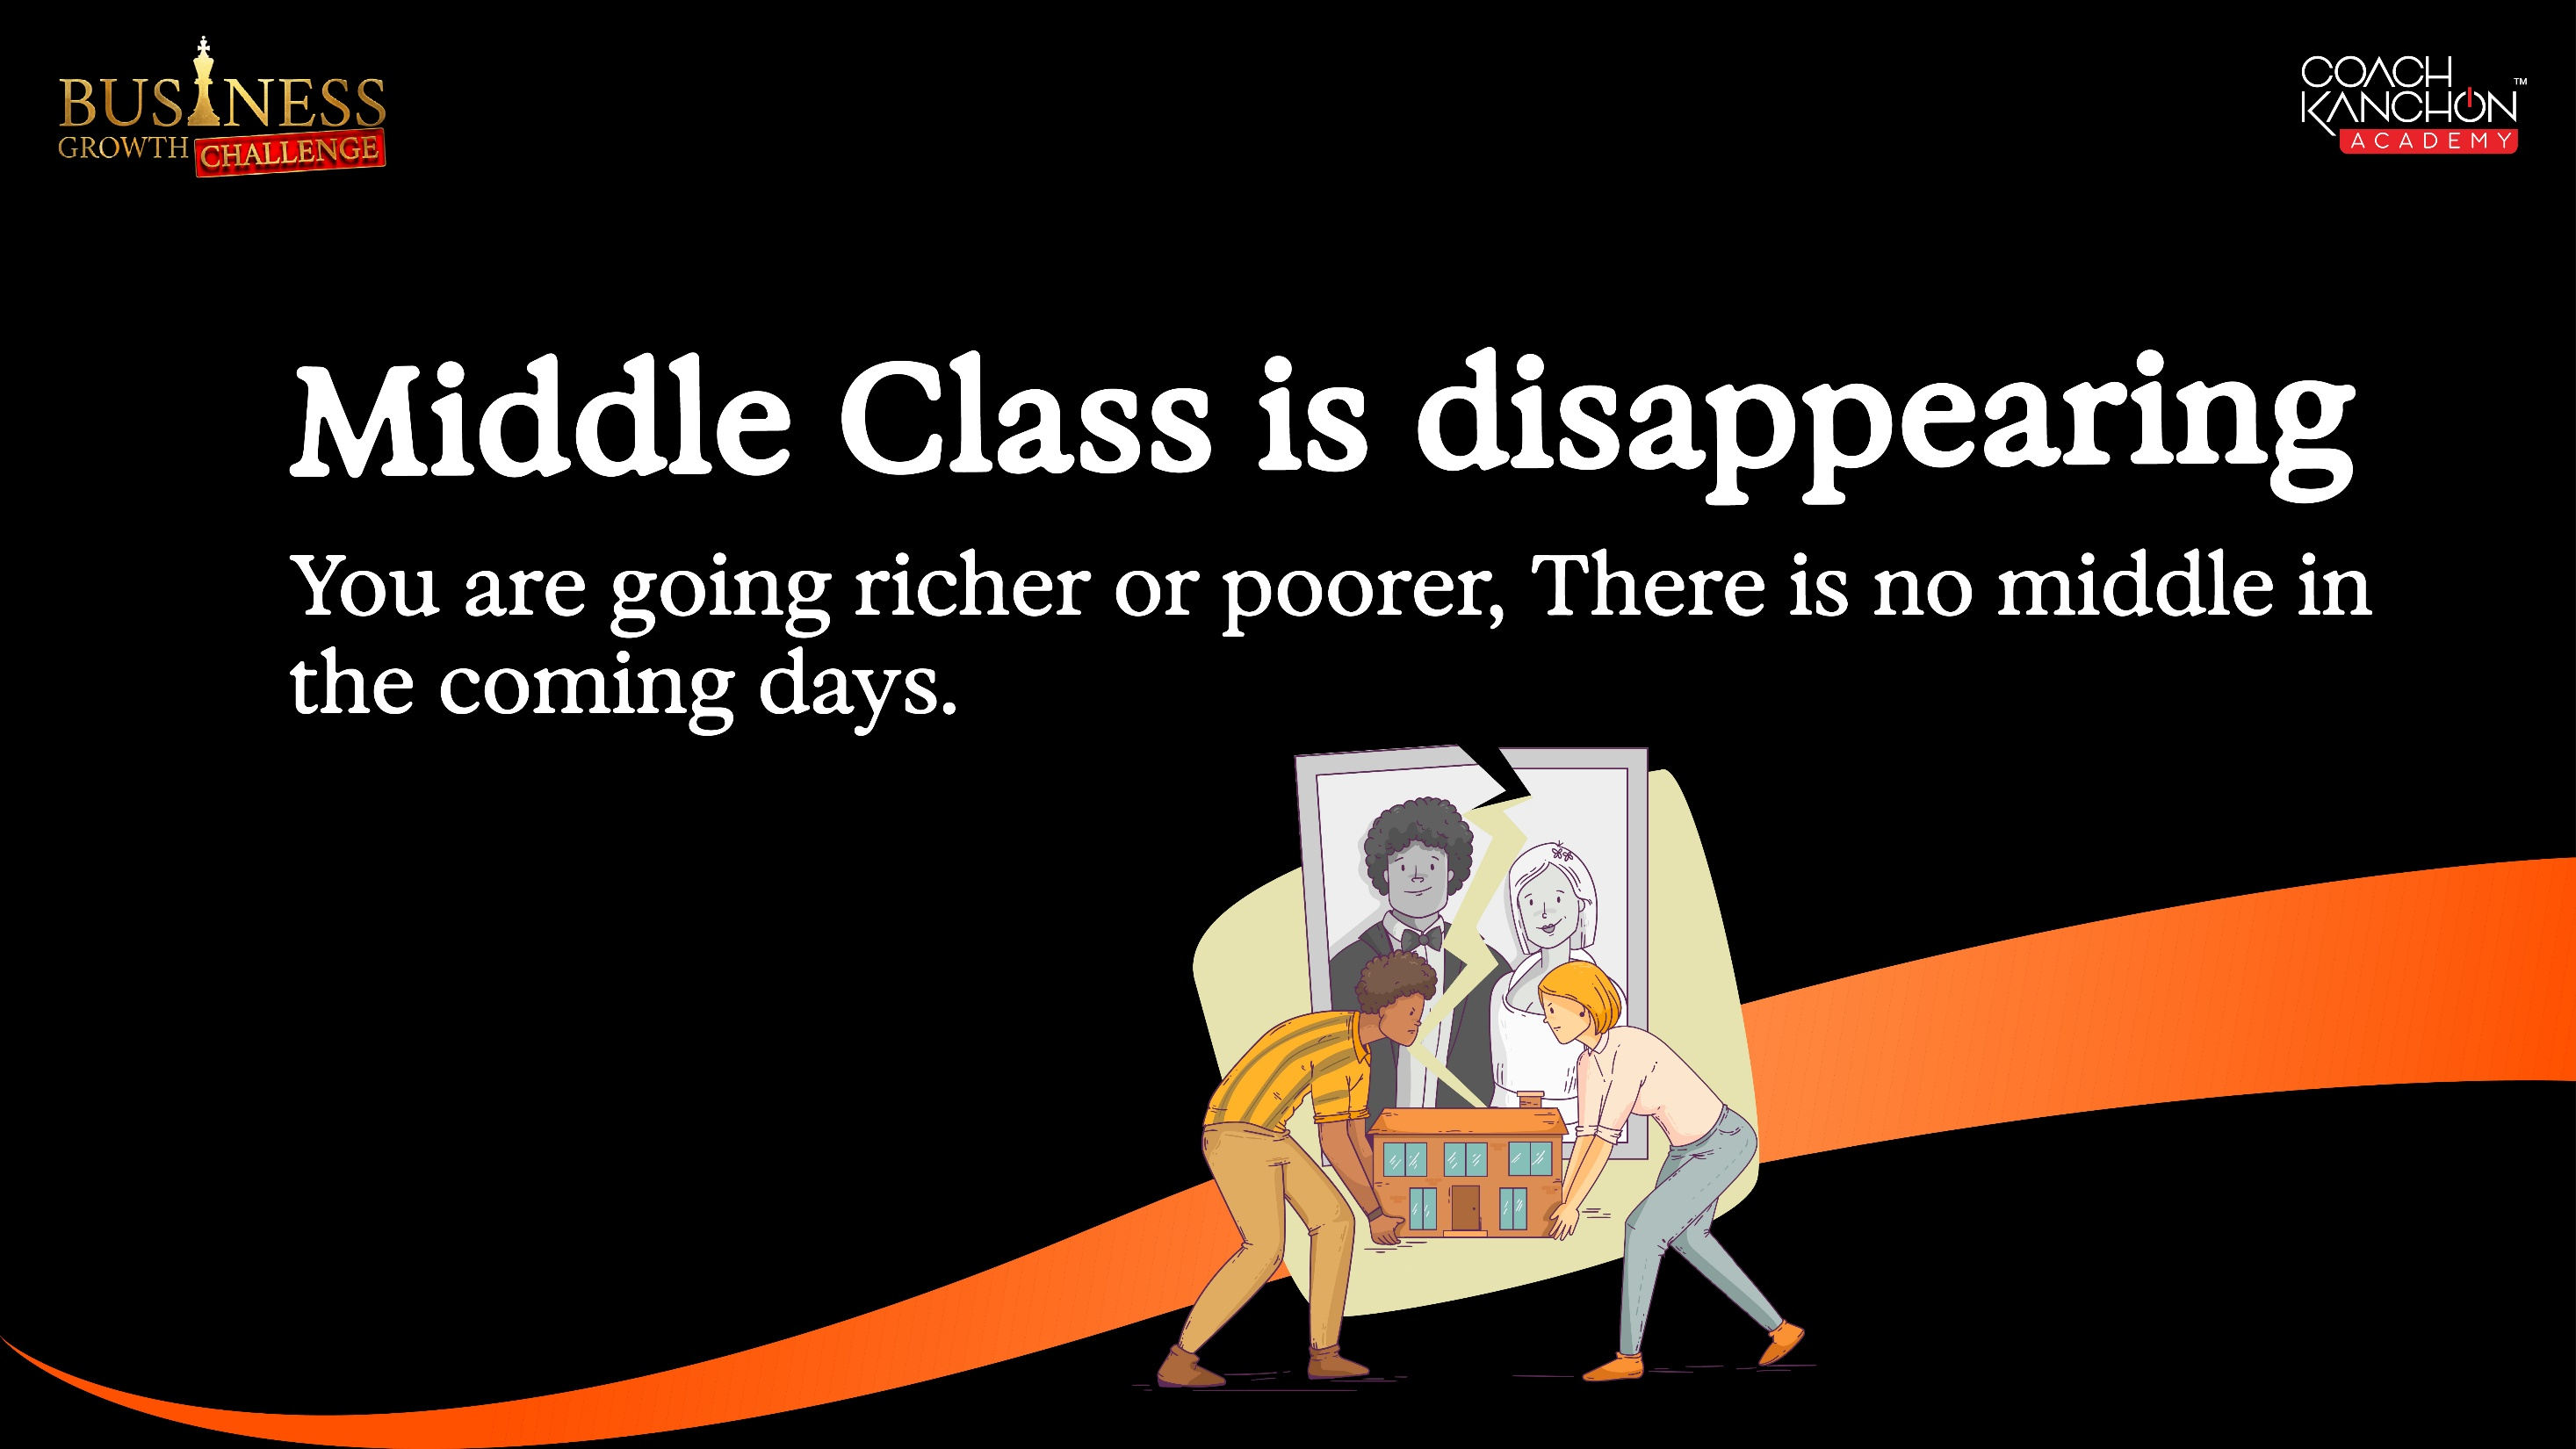 BUSINESS
GROWTH CHALLENGE
COACH
KANCHON™
ACADEMY
Middle Class is disappearing
You are going richer or poorer, There is no middle in
the coming days.